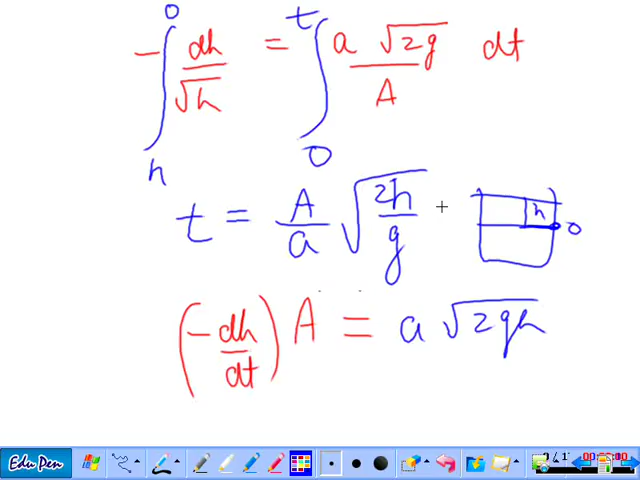 -∫_h^0 dh/√h = ∫_0^t a √2g/A dt
t = A/a √(2h/g)
h
0
(-dh/dt) A = a √2gh
Edu Pen